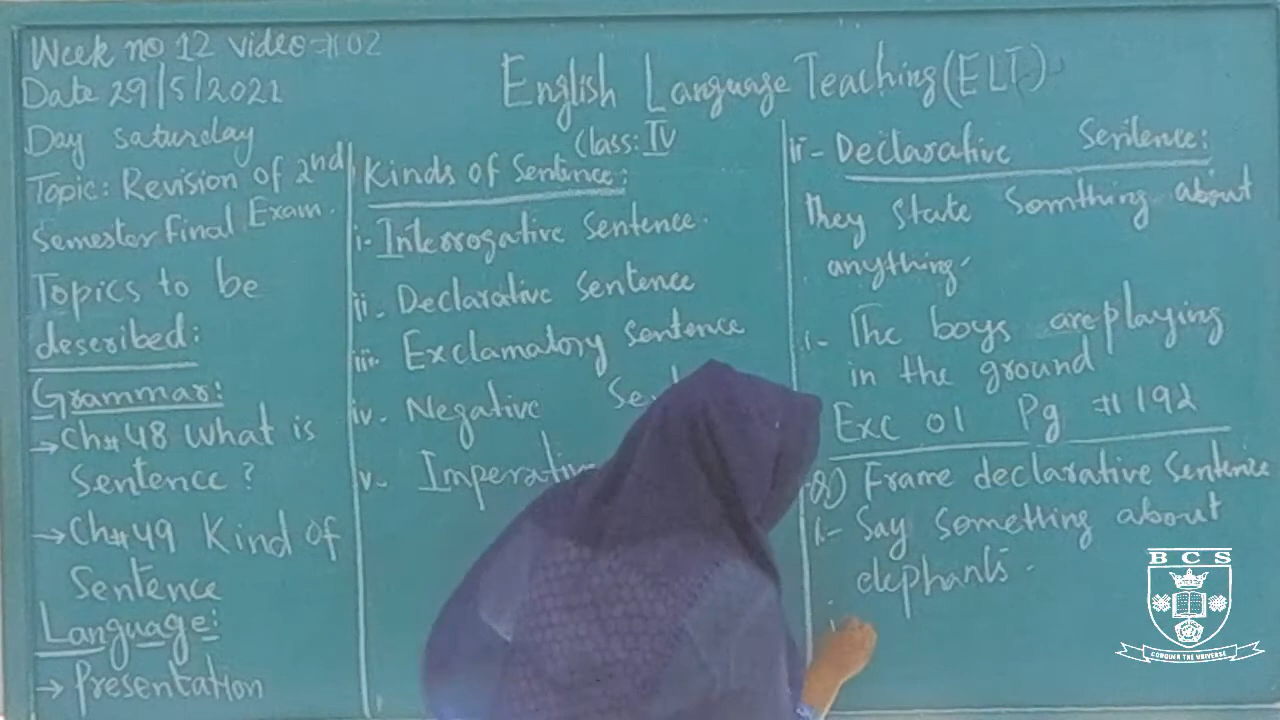 Week no 12 video # 02
Date 29/5/2021
Day saturday
Topic: Revision of 2nd
Semester Final Exam.
Topics to be
described:
Grammar:
→ Ch# 48 What is
Sentence?
→ Ch# 49 Kind of
Sentence
Language:
→ Presentation
English Language Teaching (ELT)
Class: IV
Kinds of Sentence:
i- Interrogative Sentence.
ii- Declarative Sentence
iii- Exclamatory Sentence
iv- Negative
v- Imperative
ii- Declarative Sentence:
They state Somthing about
anything.
i- The boys are playing
in the ground
Exc 01 Pg # 192
Q) Frame declarative Sentence
i- Say Something about
elephants.
BCS
CONQUER THE UNIVERSE